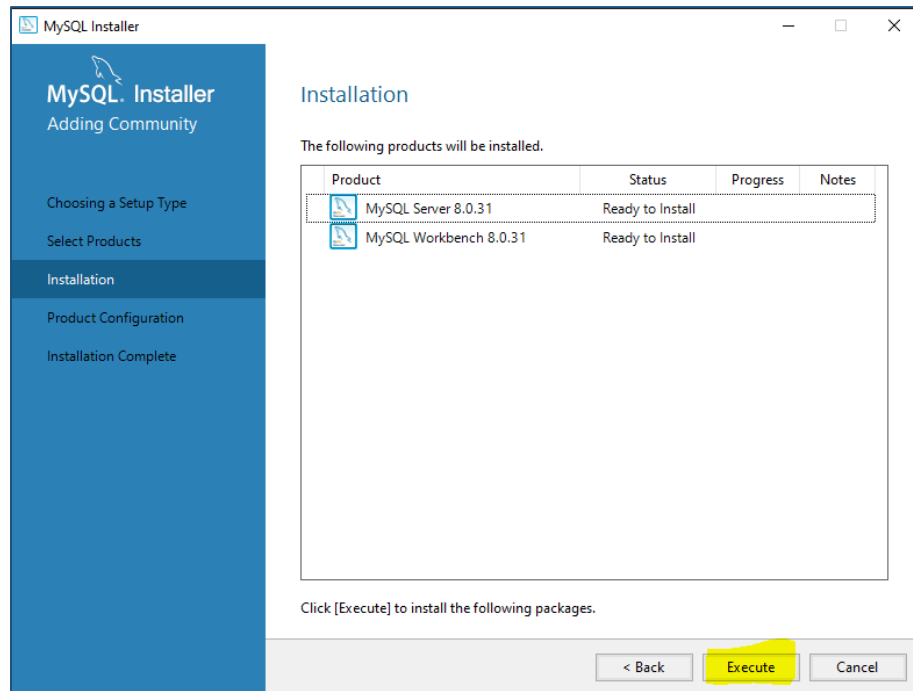 MySQL Installer
MySQL. Installer
Adding Community
Choosing a Setup Type
Select Products
Installation
Product Configuration
Installation Complete
Installation
The following products will be installed.
Product Status Progress Notes
MySQL Server 8.0.31 Ready to Install
MySQL Workbench 8.0.31 Ready to Install
Click [Execute] to install the following packages.
< Back Execute Cancel